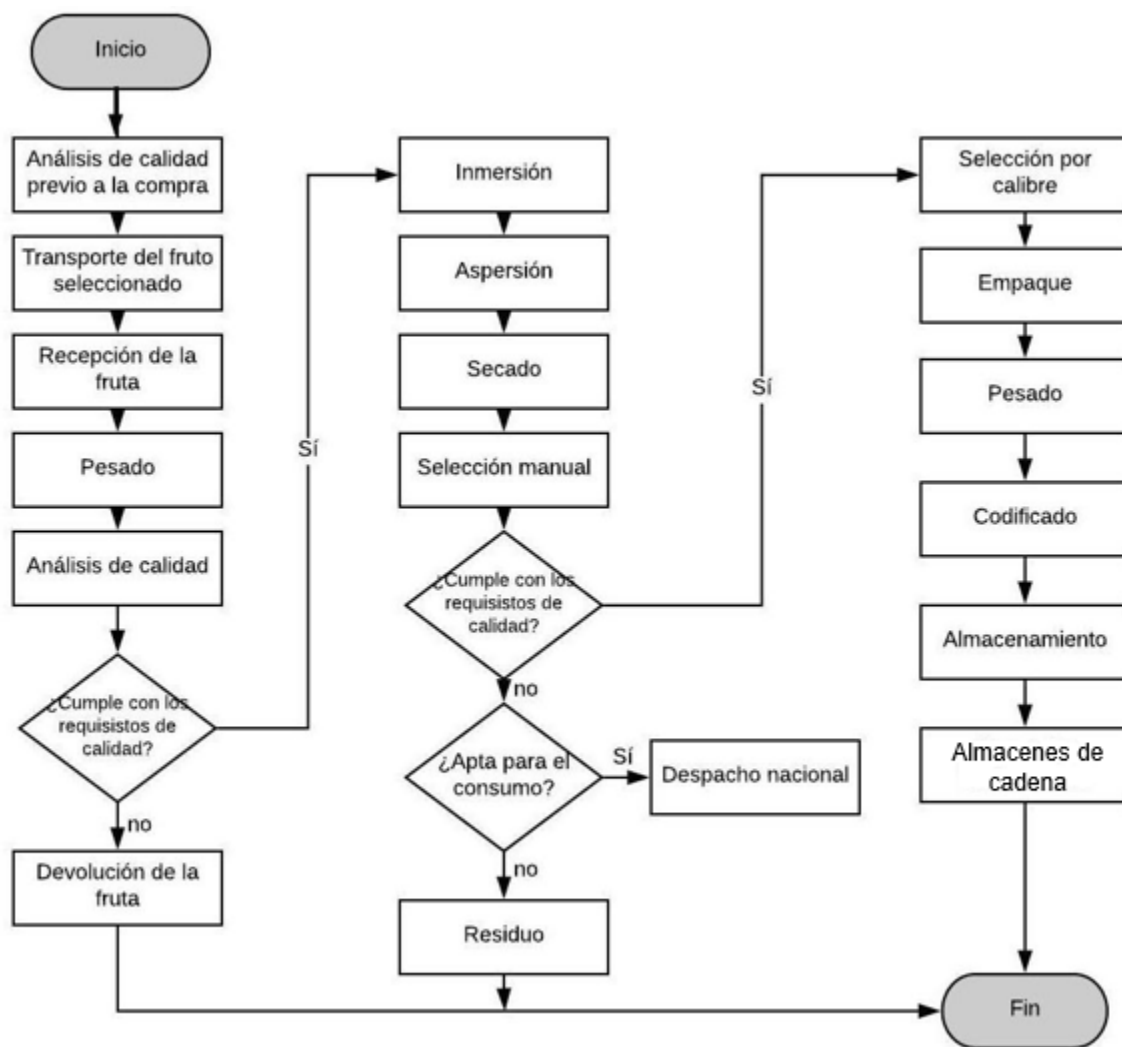 Inicio
Análisis de calidad
previo a la compra
Transporte del fruto
seleccionado
Recepción de la
fruta
Pesado
Análisis de calidad
¿Cumple con los
requisistos de
calidad?
no
Devolución de la
fruta
Sí
Inmersión
Aspersión
Secado
Selección manual
¿Cumple con los
requisistos de
calidad?
no
¿Apta para el
consumo?
Sí
Despacho nacional
no
Residuo
Sí
Selección por
calibre
Empaque
Pesado
Codificado
Almacenamiento
Almacenes de
cadena
Fin